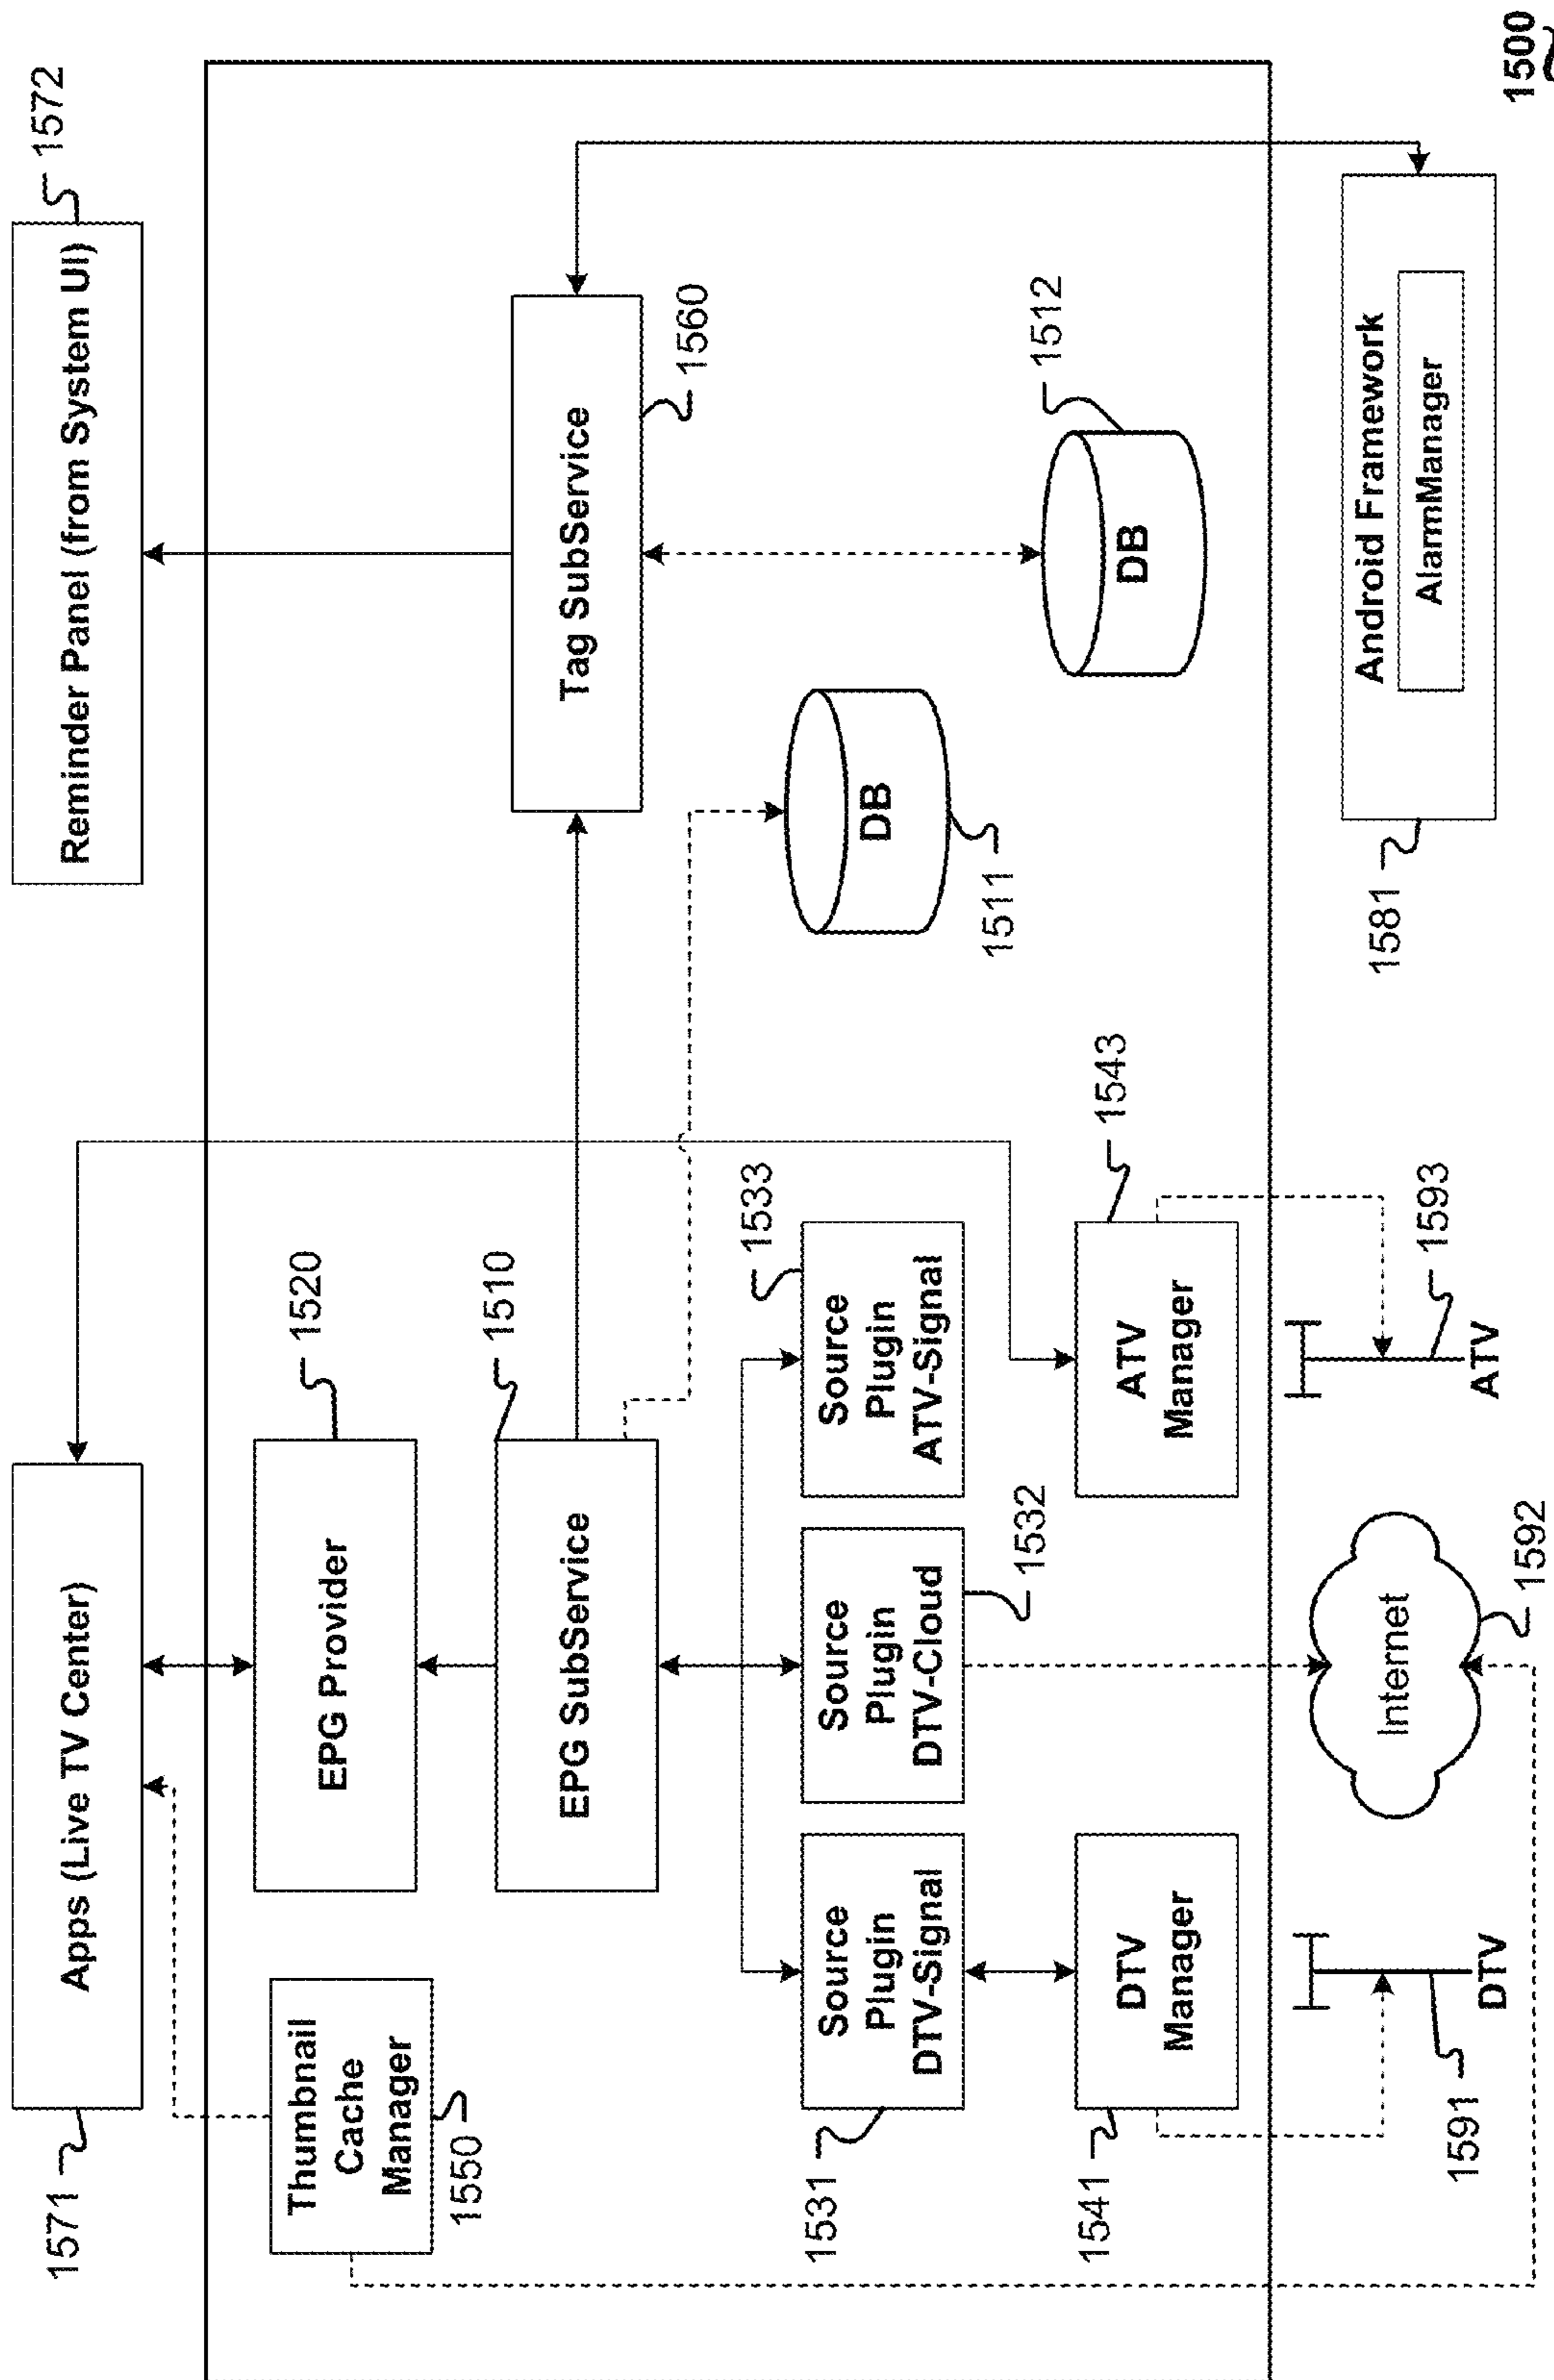 1571
Apps (Live TV Center)
Reminder Panel (from System UI)
1572
Thumbnail
Cache
Manager
1550
EPG Provider
1520
EPG SubService
1510
Tag SubService
1560
Source
Plugin
DTV-Signal
1531
Source
Plugin
DTV-Cloud
1532
Source
Plugin
ATV-Signal
1533
DB
1511
DB
1512
DTV
Manager
1541
ATV
Manager
1543
DTV
1591
Internet
1592
ATV
1593
Android Framework
AlarmManager
1581
1500